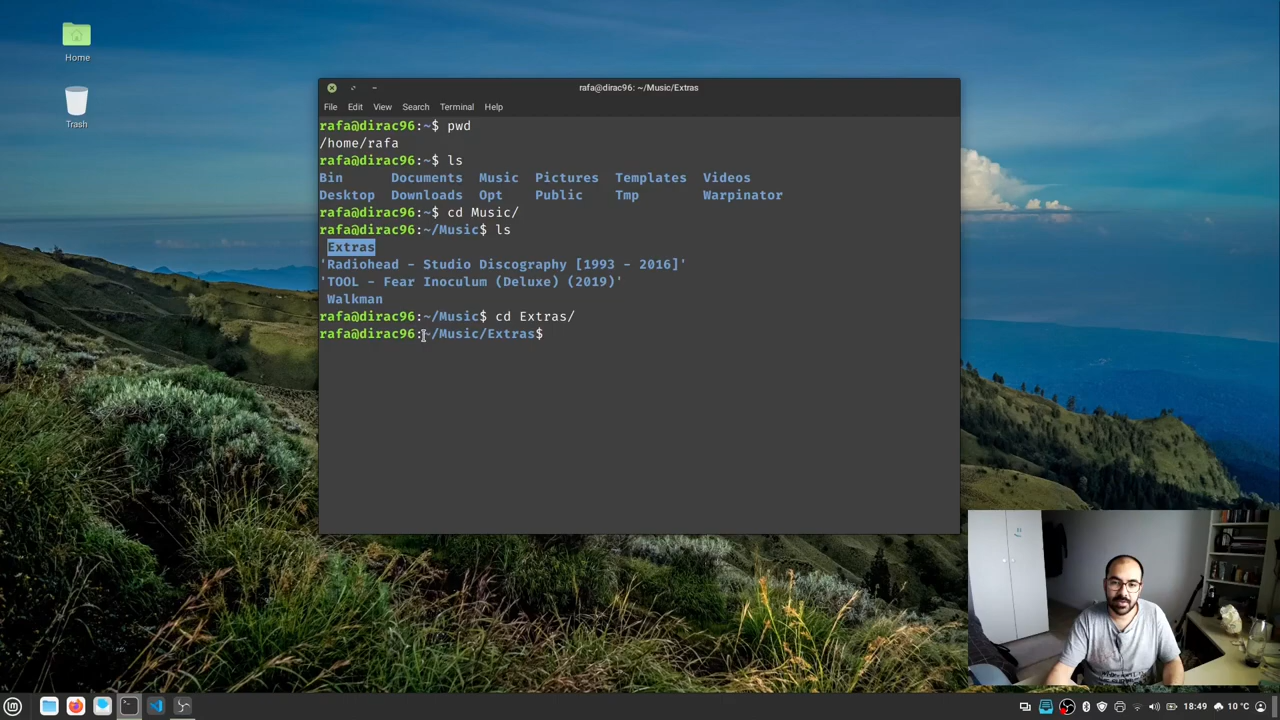 Home
Trash
rafa@dirac96: ~/Music/Extras
File Edit View Search Terminal Help
rafa@dirac96:~$ pwd
/home/rafa
rafa@dirac96:~$ ls
Bin Documents Music Pictures Templates Videos
Desktop Downloads Opt Public Tmp Warpinator
rafa@dirac96:~$ cd Music/
rafa@dirac96:~/Music$ ls
Extras
'Radiohead - Studio Discography [1993 - 2016]'
'TOOL - Fear Inoculum (Deluxe) (2019)'
Walkman
rafa@dirac96:~/Music$ cd Extras/
rafa@dirac96:~/Music/Extras$
18:49 10 °C